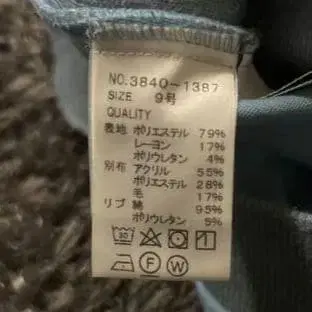 NO.3840-1387
SIZE 9号
QUALITY
表地 ポリエステル 79%
レーヨン 17%
ポリウレタン 4%
別布 アクリル 55%
ポリエステル 28%
毛 17%
リブ 綿 95%
ポリウレタン 5%
30
F W